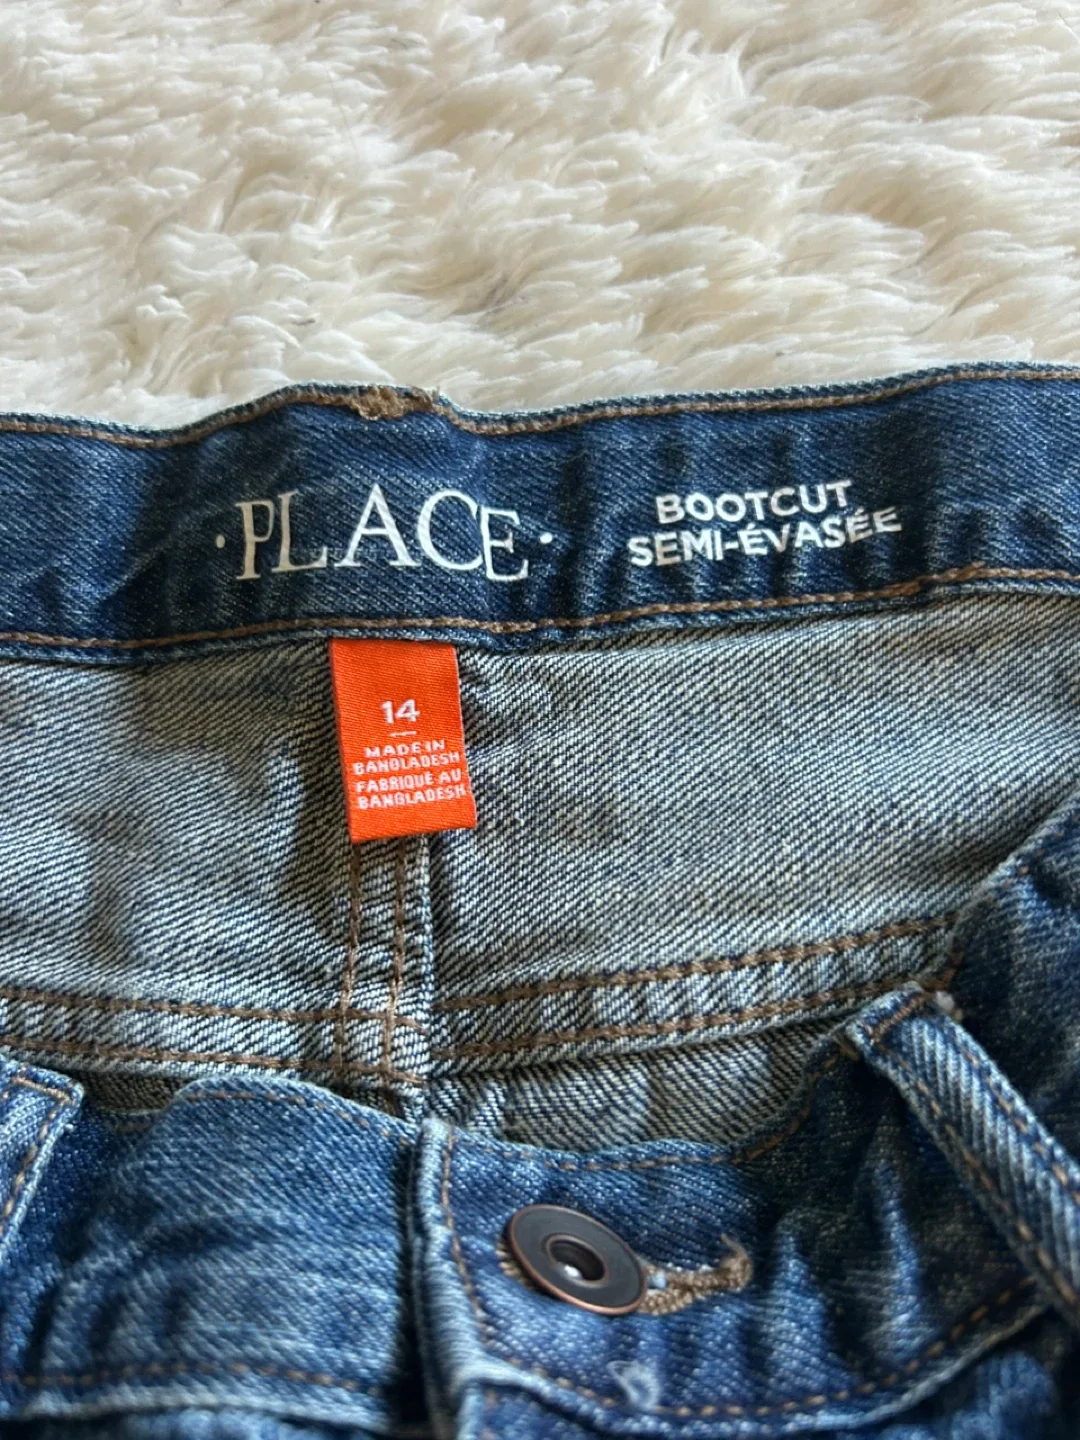 ·PLACE·
BOOTCUT
SEMI-ÉVASÉE
14
MADE IN
BANGLADESH
FABRIQUÉ AU
BANGLADESH